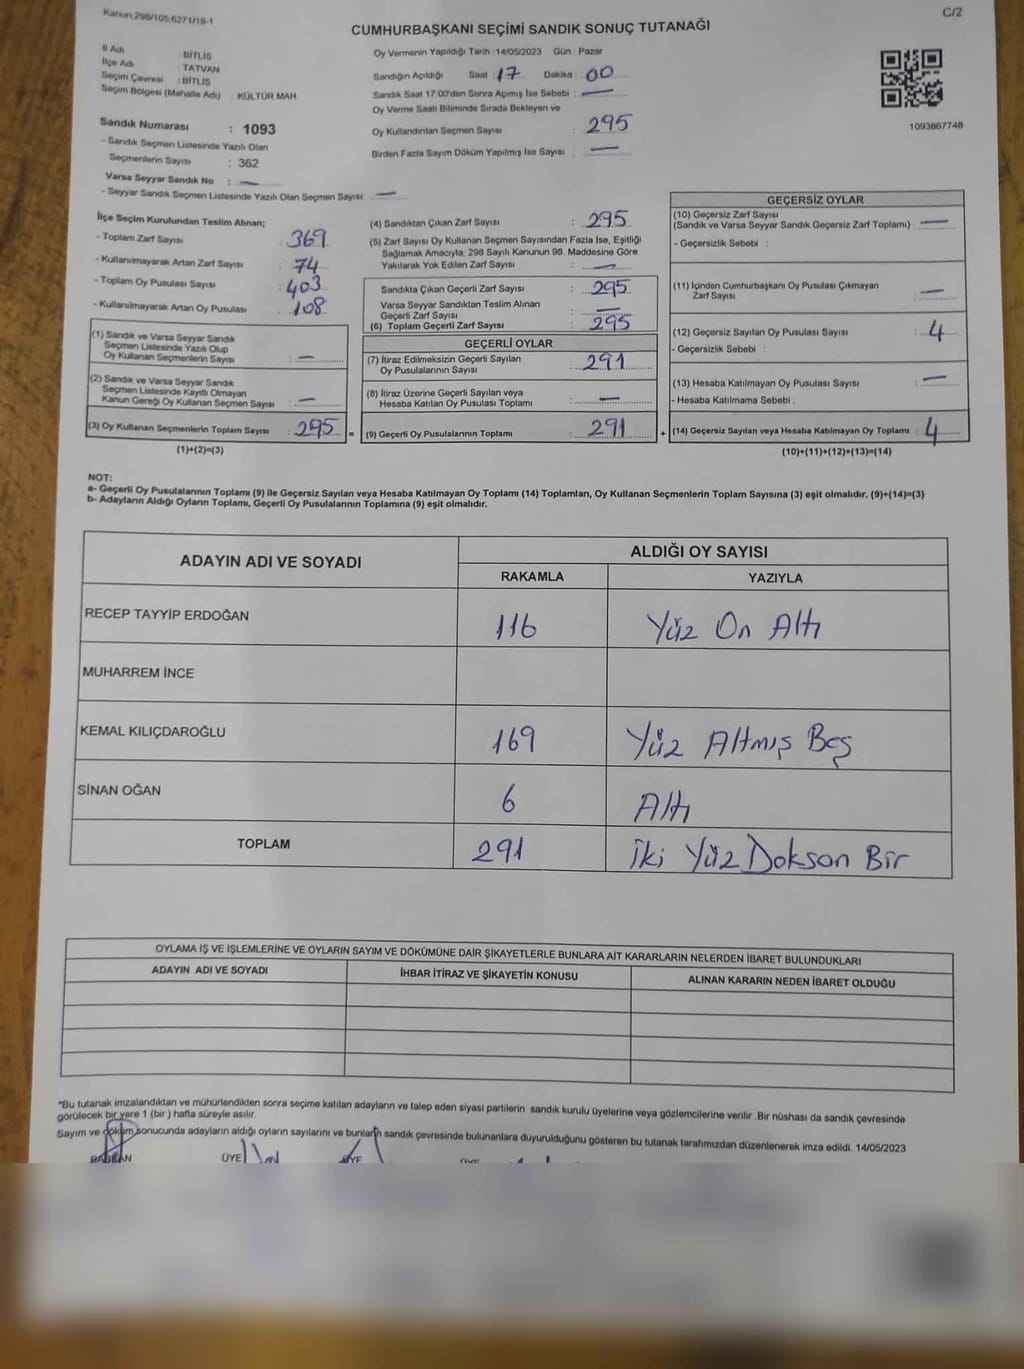 Kanun,298/105,6271/18-1
C/2
CUMHURBAŞKANI SEÇİMİ SANDIK SONUÇ TUTANAĞI
İl Adı : BİTLİS
İlçe Adı : TATVAN
Seçim Çevresi : BİTLİS
Seçim Bölgesi (Mahalle Adı) : KÜLTÜR MAH.
Sandık Numarası : 1093
- Sandık Seçmen Listesinde Yazılı Olan
Seçmenlerin Sayısı : 362
Varsa Seyyar Sandık No : —
- Seyyar Sandık Seçmen Listesinde Yazılı Olan Seçmen Sayısı : —
Oy Vermenin Yapıldığı Tarih : 14/05/2023 Gün : Pazar
Sandığın Açıldığı Saat : 17 Dakika : 00
Sandık Saat 17:00'den Sonra Açımış İse Sebebi : —
Oy Verme Saati Bitiminde Sırada Bekleyen ve
Oy Kullandırılan Seçmen Sayısı : 295
Birden Fazla Sayım Döküm Yapılmış İse Sayısı : —
1093867748
İlçe Seçim Kurulundan Teslim Alınan;
- Toplam Zarf Sayısı : 369
- Kullanılmayarak Artan Zarf Sayısı : 74
- Toplam Oy Pusulası Sayısı : 403
- Kullanılmayarak Artan Oy Pusulası : 108
(1) Sandık ve Varsa Seyyar Sandık
Seçmen Listesinde Yazılı Olup
Oy Kullanan Seçmenlerin Sayısı : —
(2) Sandık ve Varsa Seyyar Sandık
Seçmen Listesinde Kayıtlı Olmayan
Kanun Gereği Oy Kullanan Seçmen Sayısı : —
(3) Oy Kullanan Seçmenlerin Toplam Sayısı : 295 =
(1)+(2)=(3)
(4) Sandıktan Çıkan Zarf Sayısı : 295
(5) Zarf Sayısı Oy Kullanan Seçmen Sayısından Fazla İse, Eşitliği
Sağlamak Amacıyla, 298 Sayılı Kanunun 98. Maddesine Göre
Yakılarak Yok Edilen Zarf Sayısı : —
Sandıkta Çıkan Geçerli Zarf Sayısı : 295
Varsa Seyyar Sandıktan Teslim Alınan
Geçerli Zarf Sayısı : —
(6) Toplam Geçerli Zarf Sayısı : 295
GEÇERLİ OYLAR
(7) İtiraz Edilmeksizin Geçerli Sayılan
Oy Pusulalarının Sayısı : 291
(8) İtiraz Üzerine Geçerli Sayılan veya
Hesaba Katılan Oy Pusulası Toplamı : —
(9) Geçerli Oy Pusulalarının Toplamı : 291 +
GEÇERSİZ OYLAR
(10) Geçersiz Zarf Sayısı
(Sandık ve Varsa Seyyar Sandık Geçersiz Zarf Toplamı) : —
- Geçersizlik Sebebi :
(11) İçinden Cumhurbaşkanı Oy Pusulası Çıkmayan
Zarf Sayısı : —
(12) Geçersiz Sayılan Oy Pusulası Sayısı : 4
- Geçersizlik Sebebi :
(13) Hesaba Katılmayan Oy Pusulası Sayısı : —
- Hesaba Katılmama Sebebi :
(14) Geçersiz Sayılan veya Hesaba Katılmayan Oy Toplamı : 4
(10)+(11)+(12)+(13)=(14)
NOT:
a- Geçerli Oy Pusulalarının Toplamı (9) ile Geçersiz Sayılan veya Hesaba Katılmayan Oy Toplamı (14) Toplamları, Oy Kullanan Seçmenlerin Toplam Sayısına (3) eşit olmalıdır. (9)+(14)=(3)
b- Adayların Aldığı Oyların Toplamı, Geçerli Oy Pusulalarının Toplamına (9) eşit olmalıdır.
ADAYIN ADI VE SOYADI ALDIĞI OY SAYISI
RAKAMLA YAZIYLA
RECEP TAYYİP ERDOĞAN 116 Yüz On Altı
MUHARREM İNCE
KEMAL KILIÇDAROĞLU 169 Yüz Altmış Beş
SİNAN OĞAN 6 Altı
TOPLAM 291 İki Yüz Dokson Bir
OYLAMA İŞ VE İŞLEMLERİNE VE OYLARIN SAYIM VE DÖKÜMÜNE DAİR ŞİKAYETLERLE BUNLARA AİT KARARLARIN NELERDEN İBARET BULUNDUKLARI
ADAYIN ADI VE SOYADI İHBAR İTİRAZ VE ŞİKAYETİN KONUSU ALINAN KARARIN NEDEN İBARET OLDUĞU
*Bu tutanak imzalandıktan ve mühürlendikten sonra seçime katılan adayların ve talep eden siyasi partilerin sandık kurulu üyelerine veya gözlemcilerine verilir .Bir nüshası da sandık çevresinde
görülecek bir yere 1 (bir ) hafta süreyle asılır.
Sayım ve döküm sonucunda adayların aldığı oyların sayılarını ve bunların sandık çevresinde bulunanlara duyurulduğunu gösteren bu tutanak tarafımızdan düzenlenerek imza edildi. 14/05/2023
BAŞKAN ÜYE ÜYE ÜYE